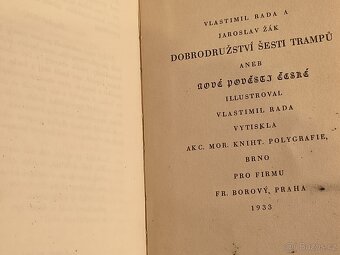 VLASTIMIL RADA A
JAROSLAV ŽÁK
DOBRODRUŽSTVÍ ŠESTI TRAMPŮ
ANEB
NOVÉ POVĚSTI ČESKÉ
ILLUSTROVAL
VLASTIMIL RADA
VYTISKLA
AKC. MOR. KNIHT. POLYGRAFIE,
BRNO
PRO FIRMU
FR. BOROVÝ, PRAHA
1933